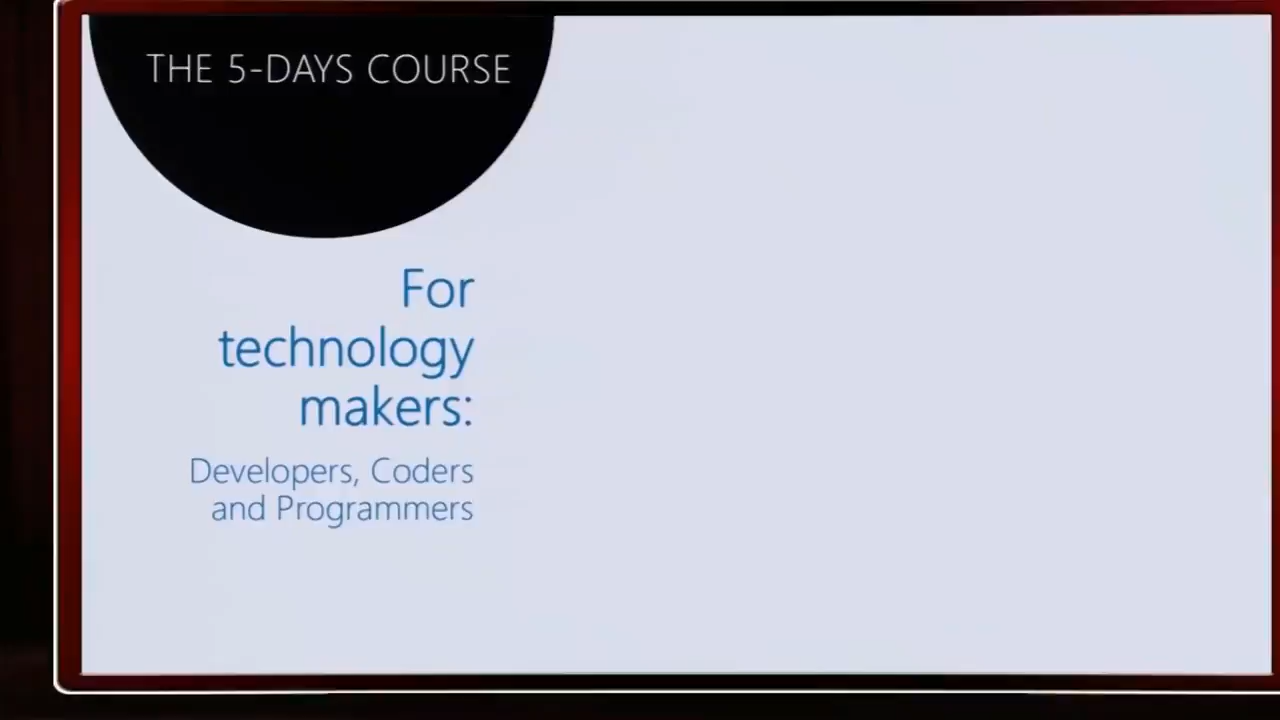 THE 5-DAYS COURSE
For
technology
makers:
Developers, Coders
and Programmers